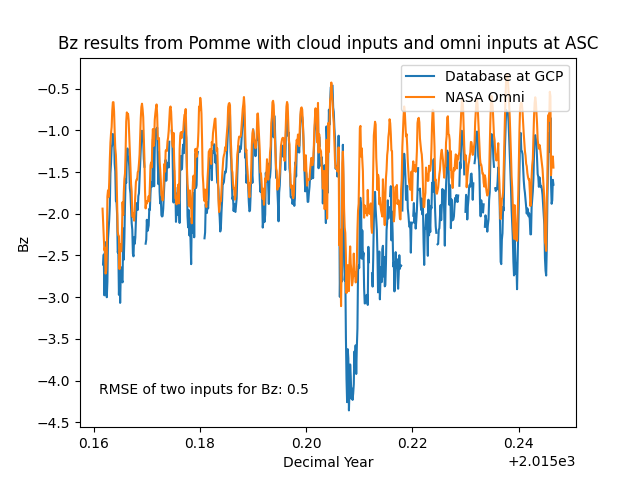 Bz results from Pomme with cloud inputs and omni inputs at ASC
Database at GCP
NASA Omni
−0.5
−1.0
−1.5
−2.0
−2.5
−3.0
−3.5
−4.0
−4.5
Bz
RMSE of two inputs for Bz: 0.5
0.16 0.18 0.20 0.22 0.24
Decimal Year
+2.015e3